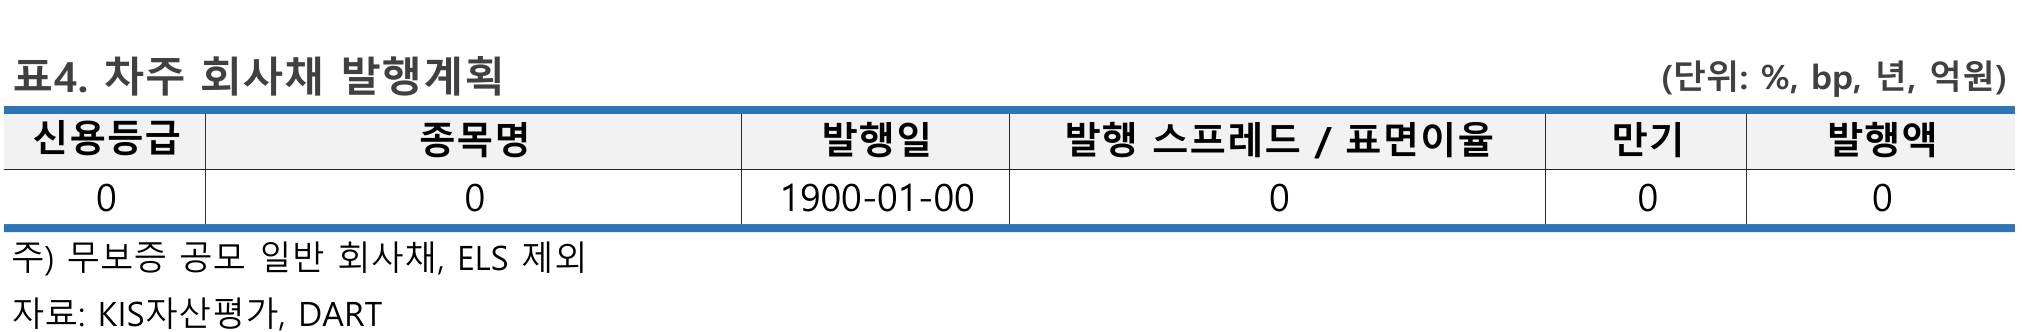 표4. 차주 회사채 발행계획 (단위: %, bp, 년, 억원)
신용등급 종목명 발행일 발행 스프레드 / 표면이율 만기 발행액
0 0 1900-01-00 0 0 0
주) 무보증 공모 일반 회사채, ELS 제외
자료: KIS자산평가, DART